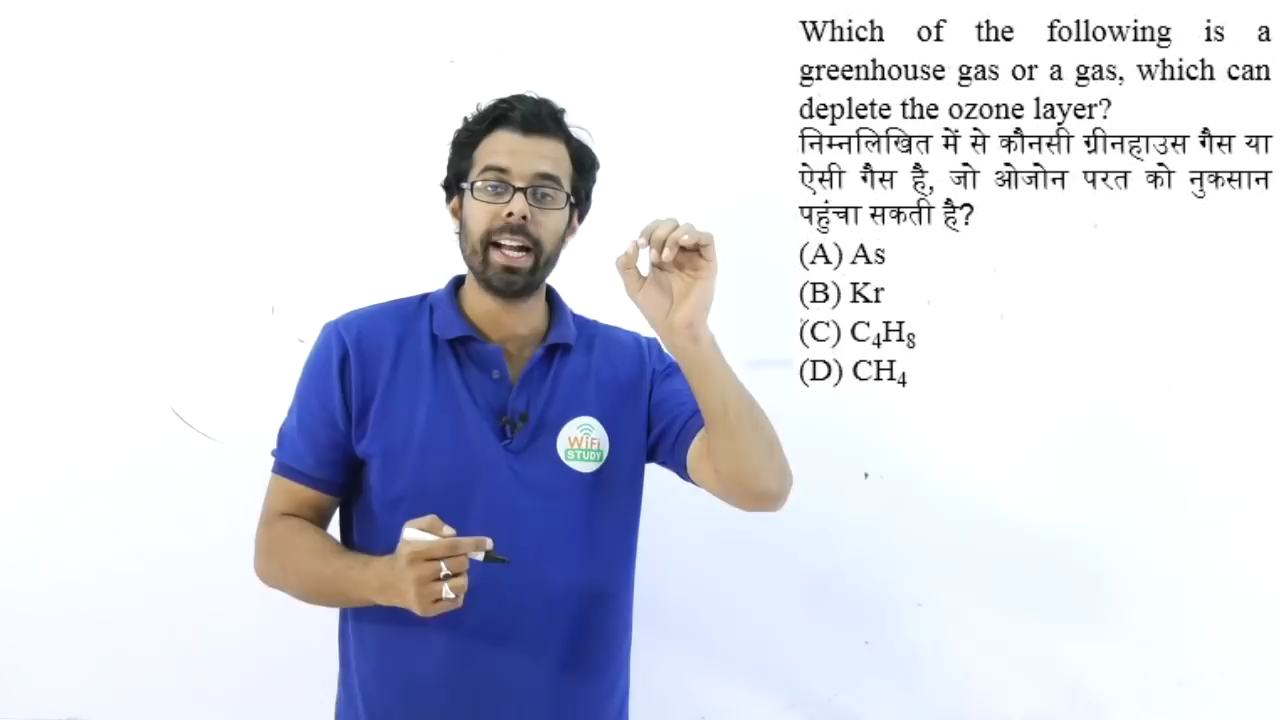 Which of the following is a
greenhouse gas or a gas, which can
deplete the ozone layer?
निम्नलिखित में से कौनसी ग्रीनहाउस गैस या
ऐसी गैस है, जो ओजोन परत को नुकसान
पहुंचा सकती है?
(A) As
(B) Kr
(C) C₄H₈
(D) CH₄
WiFi
STUDY